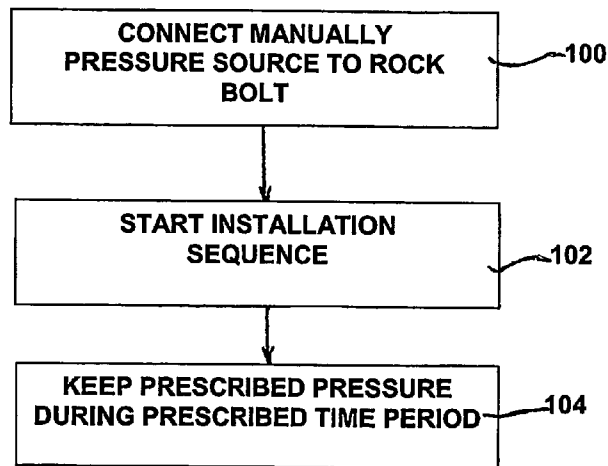 CONNECT MANUALLY
PRESSURE SOURCE TO ROCK
BOLT
100
START INSTALLATION
SEQUENCE
102
KEEP PRESCRIBED PRESSURE
DURING PRESCRIBED TIME PERIOD
104